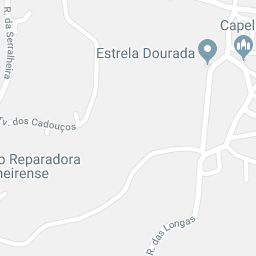 R. da Serralheira
Capel
Estrela Dourada
Tv. dos Cadouços
o Reparadora
neirense
R. das Longas